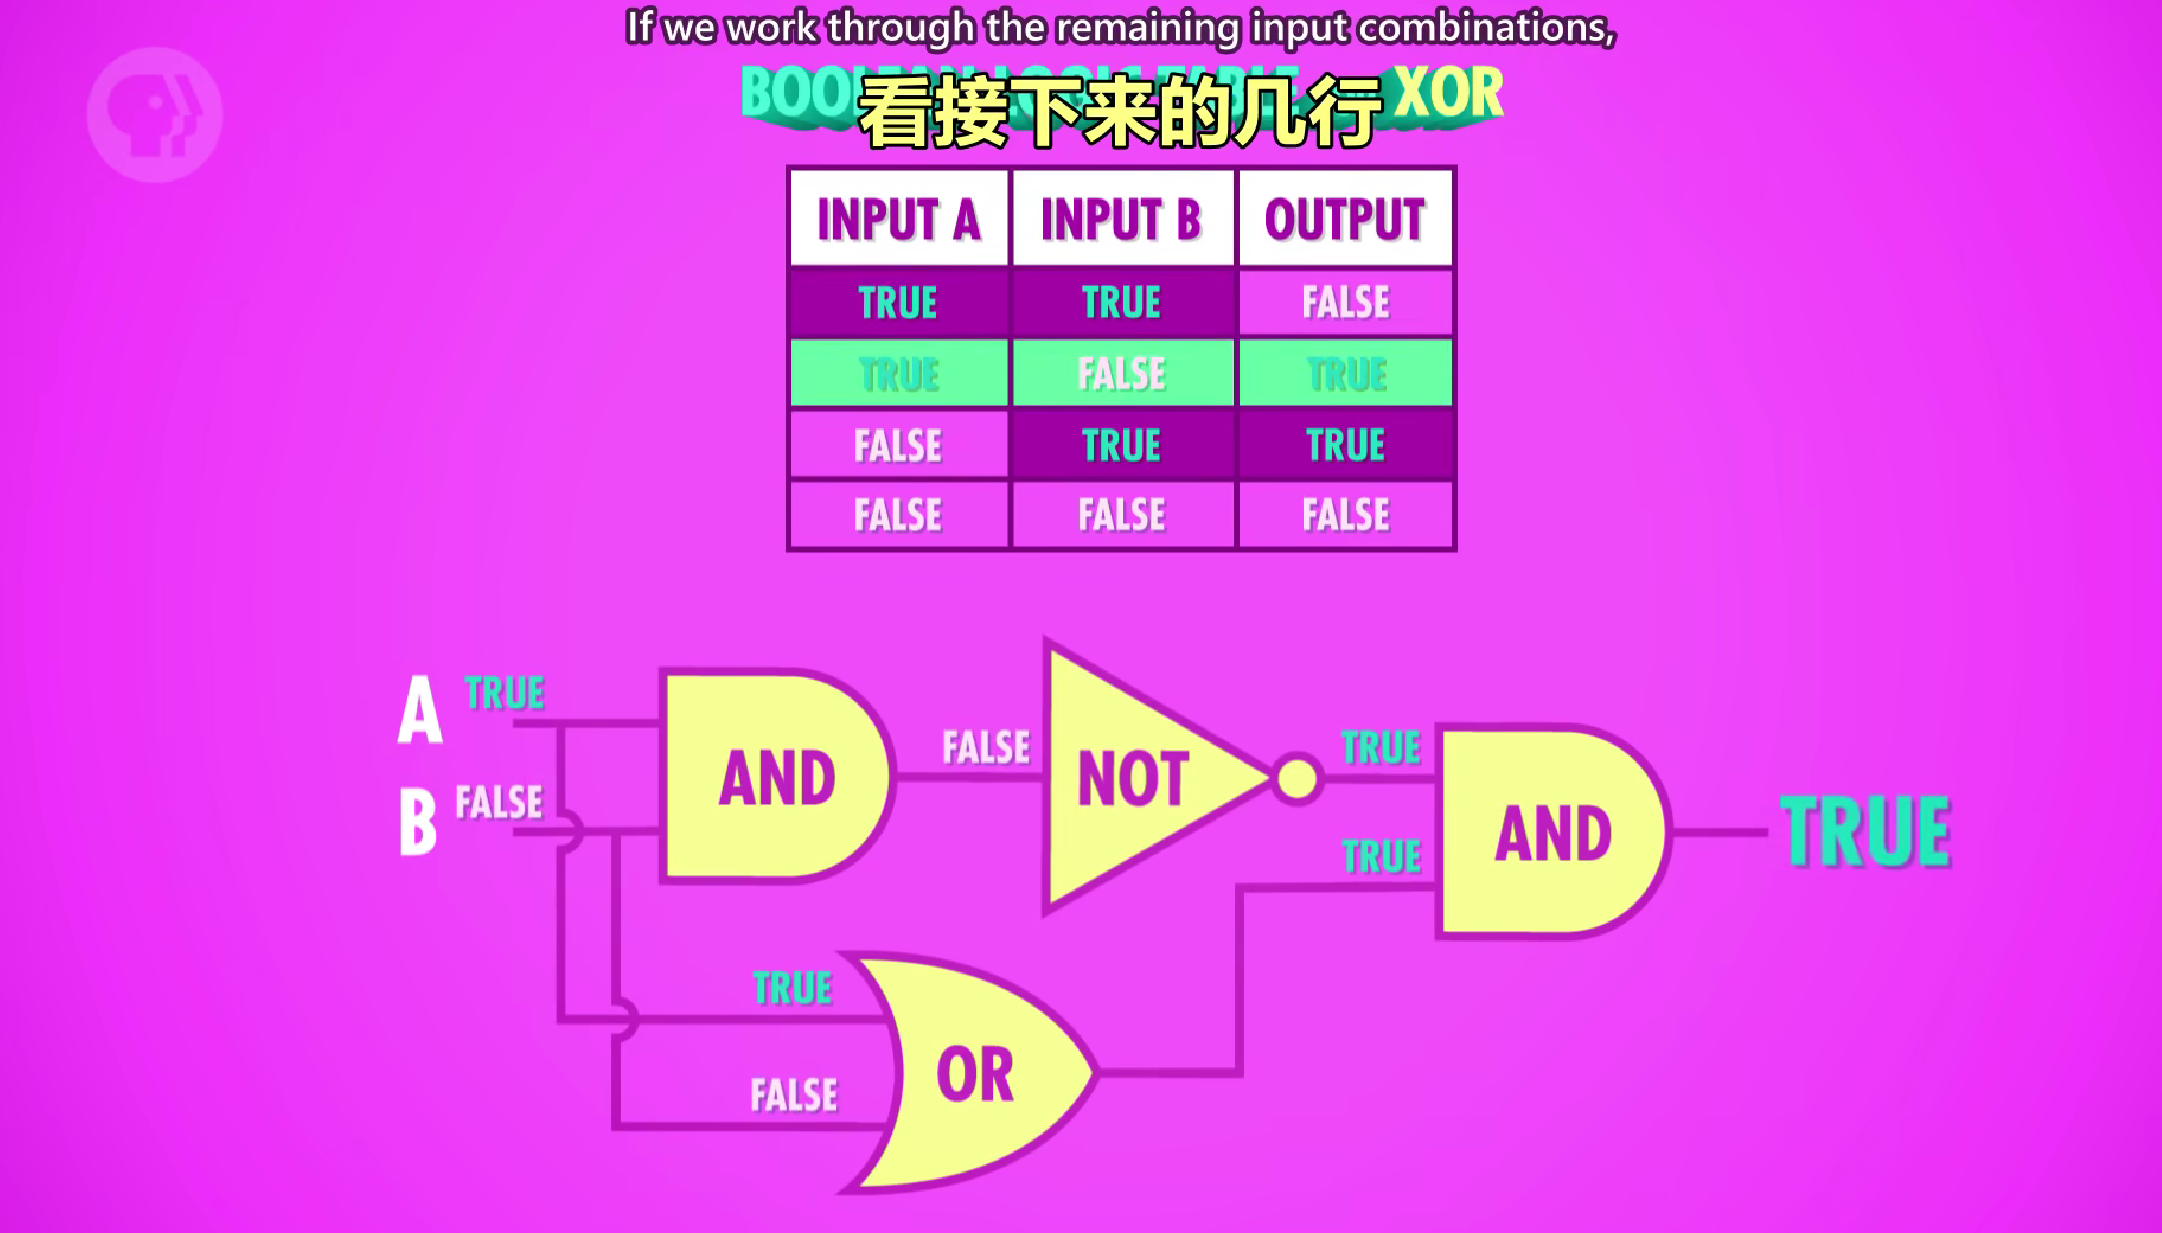 If we work through the remaining input combinations,
XOR
看接下来的几行
INPUT A INPUT B OUTPUT
TRUE TRUE FALSE
TRUE FALSE TRUE
FALSE TRUE TRUE
FALSE FALSE FALSE
A TRUE
B FALSE
AND
FALSE
NOT
TRUE
TRUE
AND
TRUE
TRUE
FALSE
OR